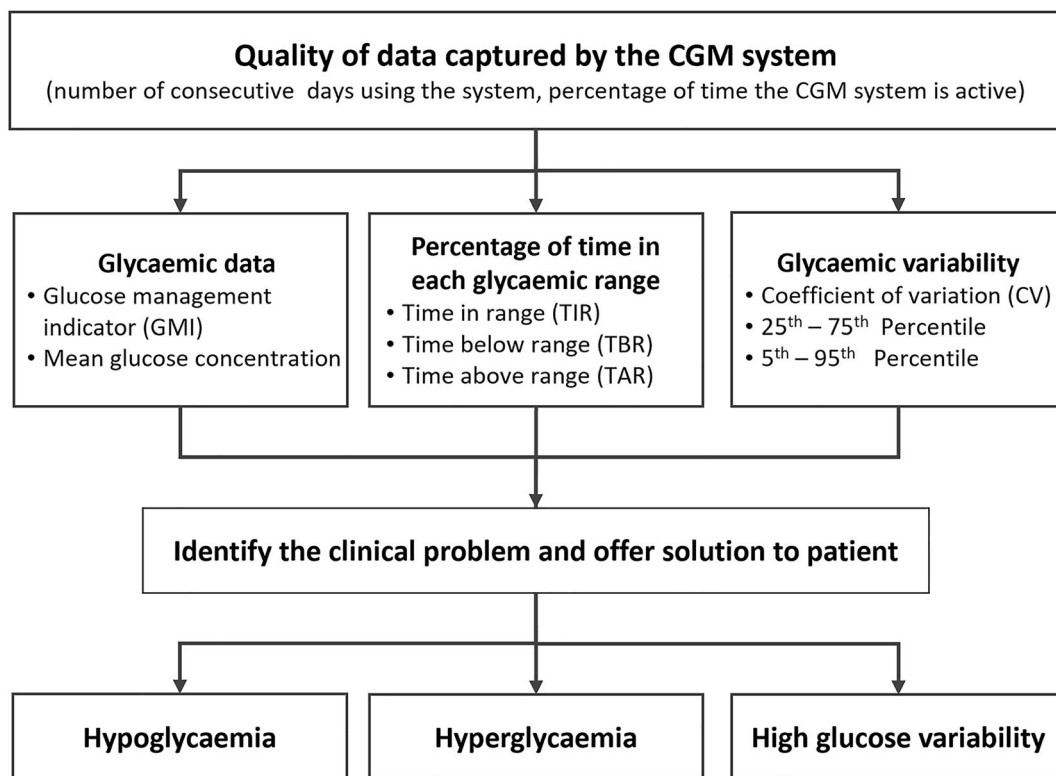 Quality of data captured by the CGM system
(number of consecutive days using the system, percentage of time the CGM system is active)
Glycaemic data
• Glucose management
indicator (GMI)
• Mean glucose concentration
Percentage of time in
each glycaemic range
• Time in range (TIR)
• Time below range (TBR)
• Time above range (TAR)
Glycaemic variability
• Coefficient of variation (CV)
• 25th – 75th Percentile
• 5th – 95th Percentile
Identify the clinical problem and offer solution to patient
Hypoglycaemia
Hyperglycaemia
High glucose variability